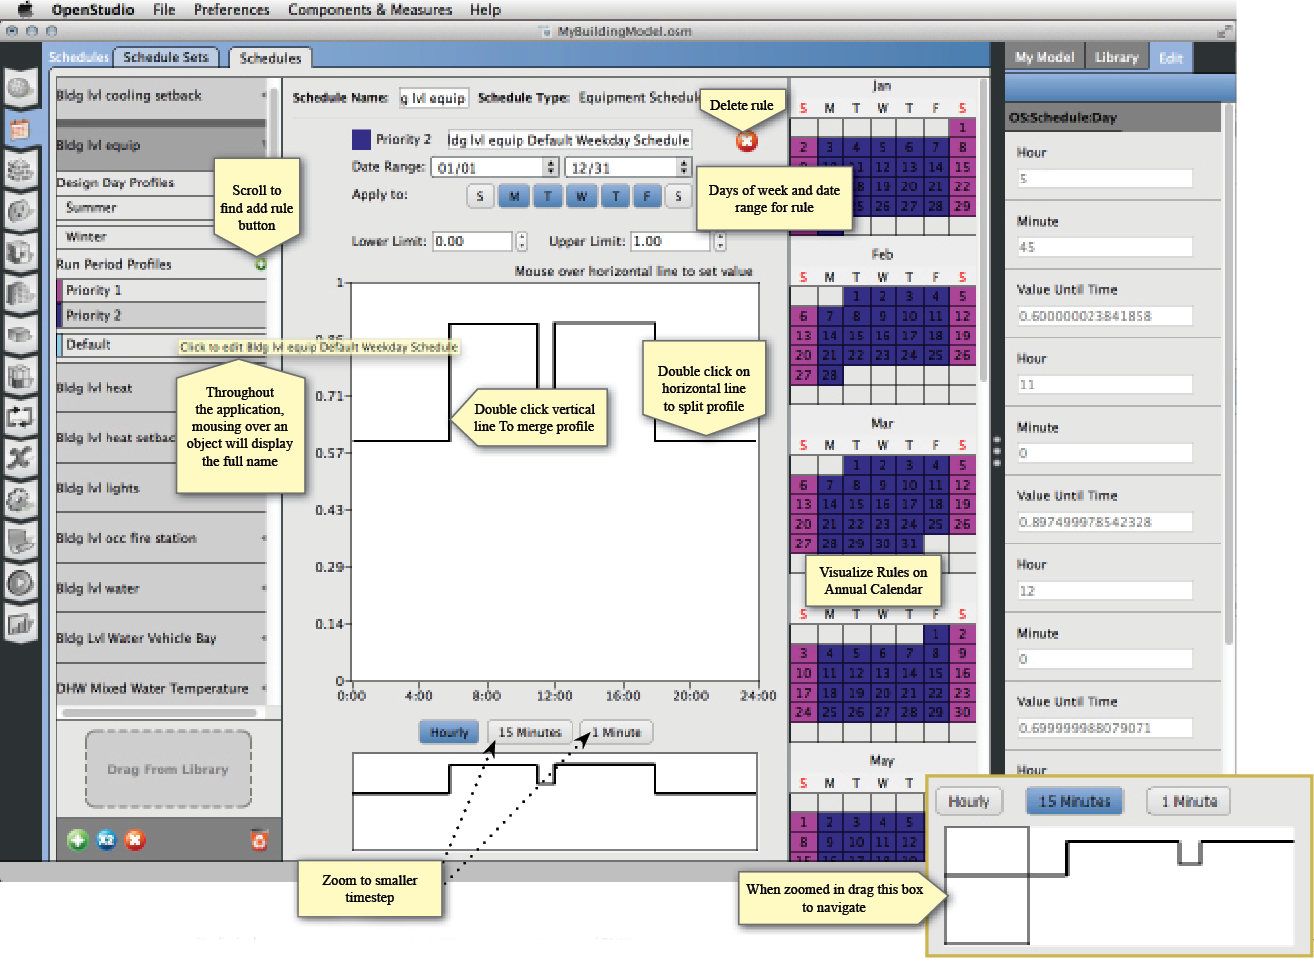 OpenStudio File Preferences Components & Measures Help
MyBuildingModel.osm
Schedules Schedule Sets Schedules
My Model Library Edit
Bldg lvl cooling setback
Bldg lvl equip
Design Day Profiles
Summer
Winter
Run Period Profiles
Priority 1
Priority 2
Default
Bldg lvl heat
Bldg lvl heat setbac
Bldg lvl lights
Bldg lvl occ fire station
Bldg lvl water
Bldg Lvl Water Vehicle Bay
DHW Mixed Water Temperature
Drag From Library
X2
Scroll to
find add rule
button
Click to edit Bldg lvl equip Default Weekday Schedule
Throughout
the application,
mousing over an
object will display
the full name
Schedule Name: g lvl equip Schedule Type: Equipment Schedul
Delete rule
Priority 2 ldg lvl equip Default Weekday Schedule
Date Range: 01/01 12/31
Apply to: S M T W T F S
Days of week and date
range for rule
Lower Limit: 0.00 Upper Limit: 1.00
Mouse over horizontal line to set value
1
0.86
0.71
0.57
0.43
0.29
0.14
0
0:00 4:00 8:00 12:00 16:00 20:00 24:00
Double click vertical
line To merge profile
Double click on
horizontal line
to split profile
Hourly 15 Minutes 1 Minute
Zoom to smaller
timestep
Jan
S M T W T F S
1
2 3 4 5 6 7 8
9 10 11 15
16 18 19 20 21 22
23 25 26 27 28 29
Feb
S M T W T F S
1 2 3 4 5
6 7 8 9 10 11 12
13 14 15 16 17 18 19
20 21 22 23 24 25 26
27 28
Mar
S M T W T F S
1 2 3 4 5
6 7 8 9 10 11 12
13 14 15 16 17 18 19
20 21 22 23 24 25 26
27 28 29 30 31
Visualize Rules on
Annual Calendar
S M T W T F S
1 2
3 4 5 6 7 8 9
10 11 12 13 14 15 16
17 18 19 20 21 22 23
24 25 26 27 28 29 30
May
S M T W T
1 2 3 4 5
8 9 10 11 12
15 16 17 18 19
OS:Schedule:Day
Hour
5
Minute
45
Value Until Time
0.600000023841858
Hour
11
Minute
0
Value Until Time
0.897499978542328
Hour
12
Minute
0
Value Until Time
0.699999988079071
Hour
Hourly 15 Minutes 1 Minute
When zoomed in drag this box
to navigate